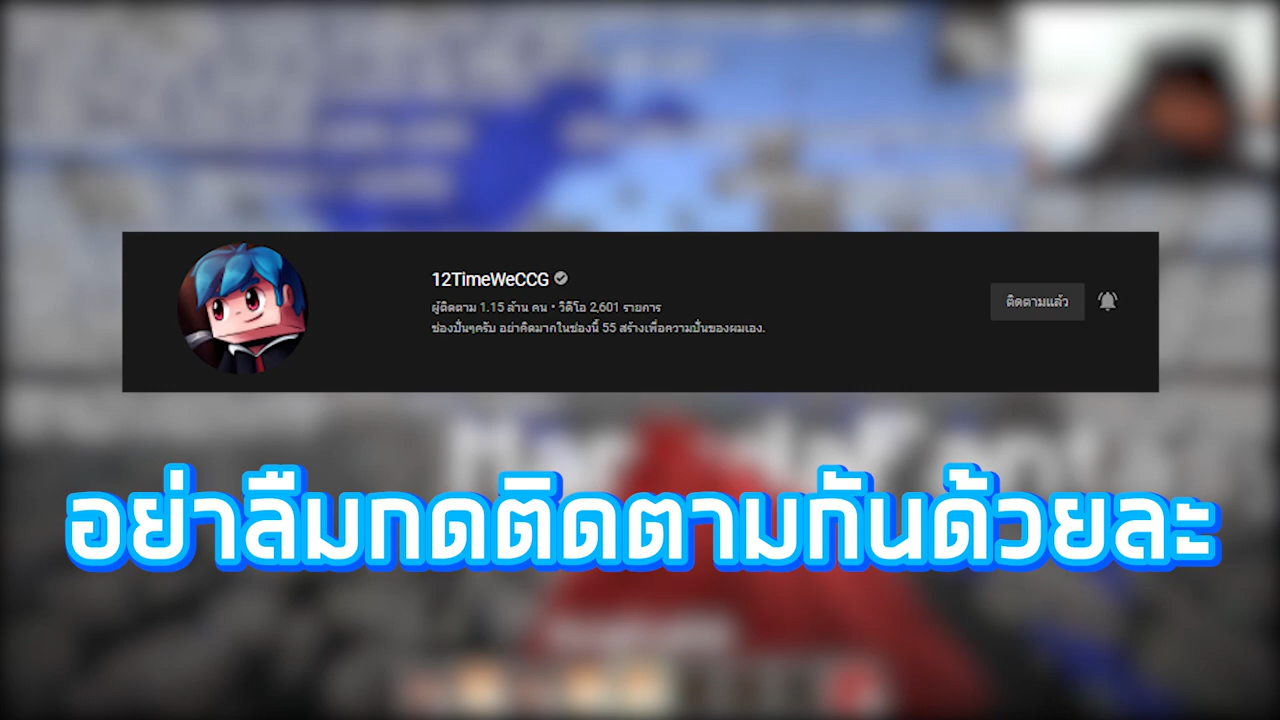 12TimeWeCCG
ผู้ติดตาม 1.15 ล้าน คน • วิดีโอ 2,601 รายการ
ช่องปั่นๆครับ อย่าคิดมากในช่องนี้ 55 สร้างเพื่อความปั่นของผมเอง.
ติดตามแล้ว
อย่าลืมกดติดตามกันด้วยละ